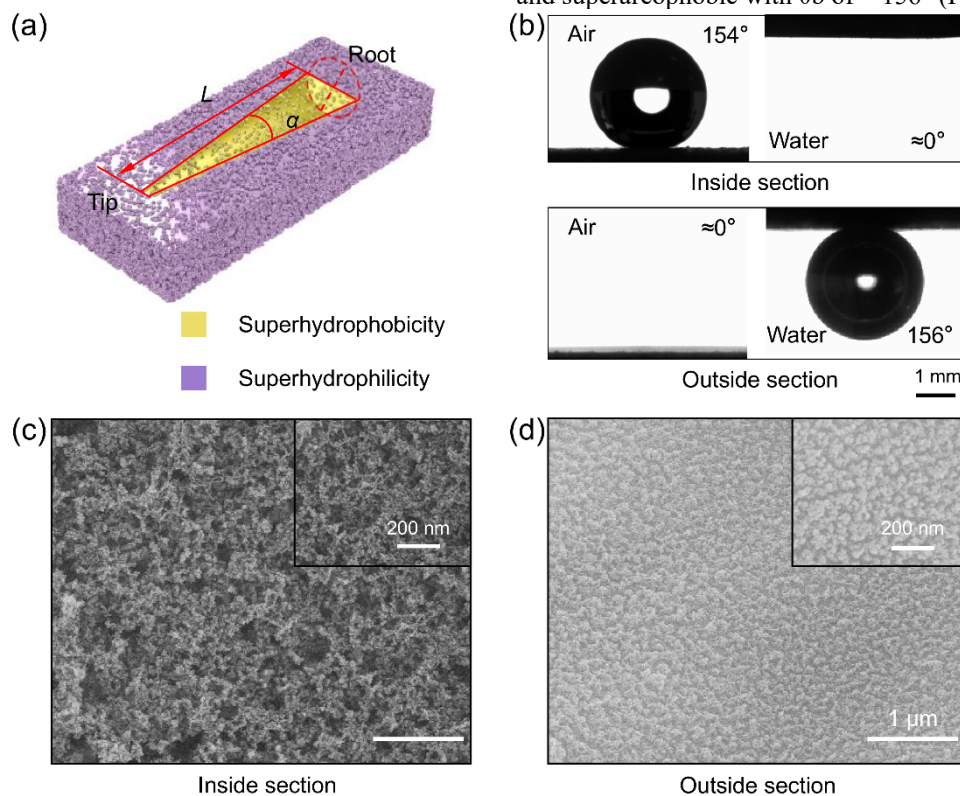 and superareophobic with θb of ~ 156° (F
(a)
Root
L
α
Tip
Superhydrophobicity
Superhydrophilicity
(b)
Air 154°
Water ≈0°
Inside section
Air ≈0°
Water 156°
Outside section
1 mm
(c)
200 nm
Inside section
(d)
200 nm
1 μm
Outside section